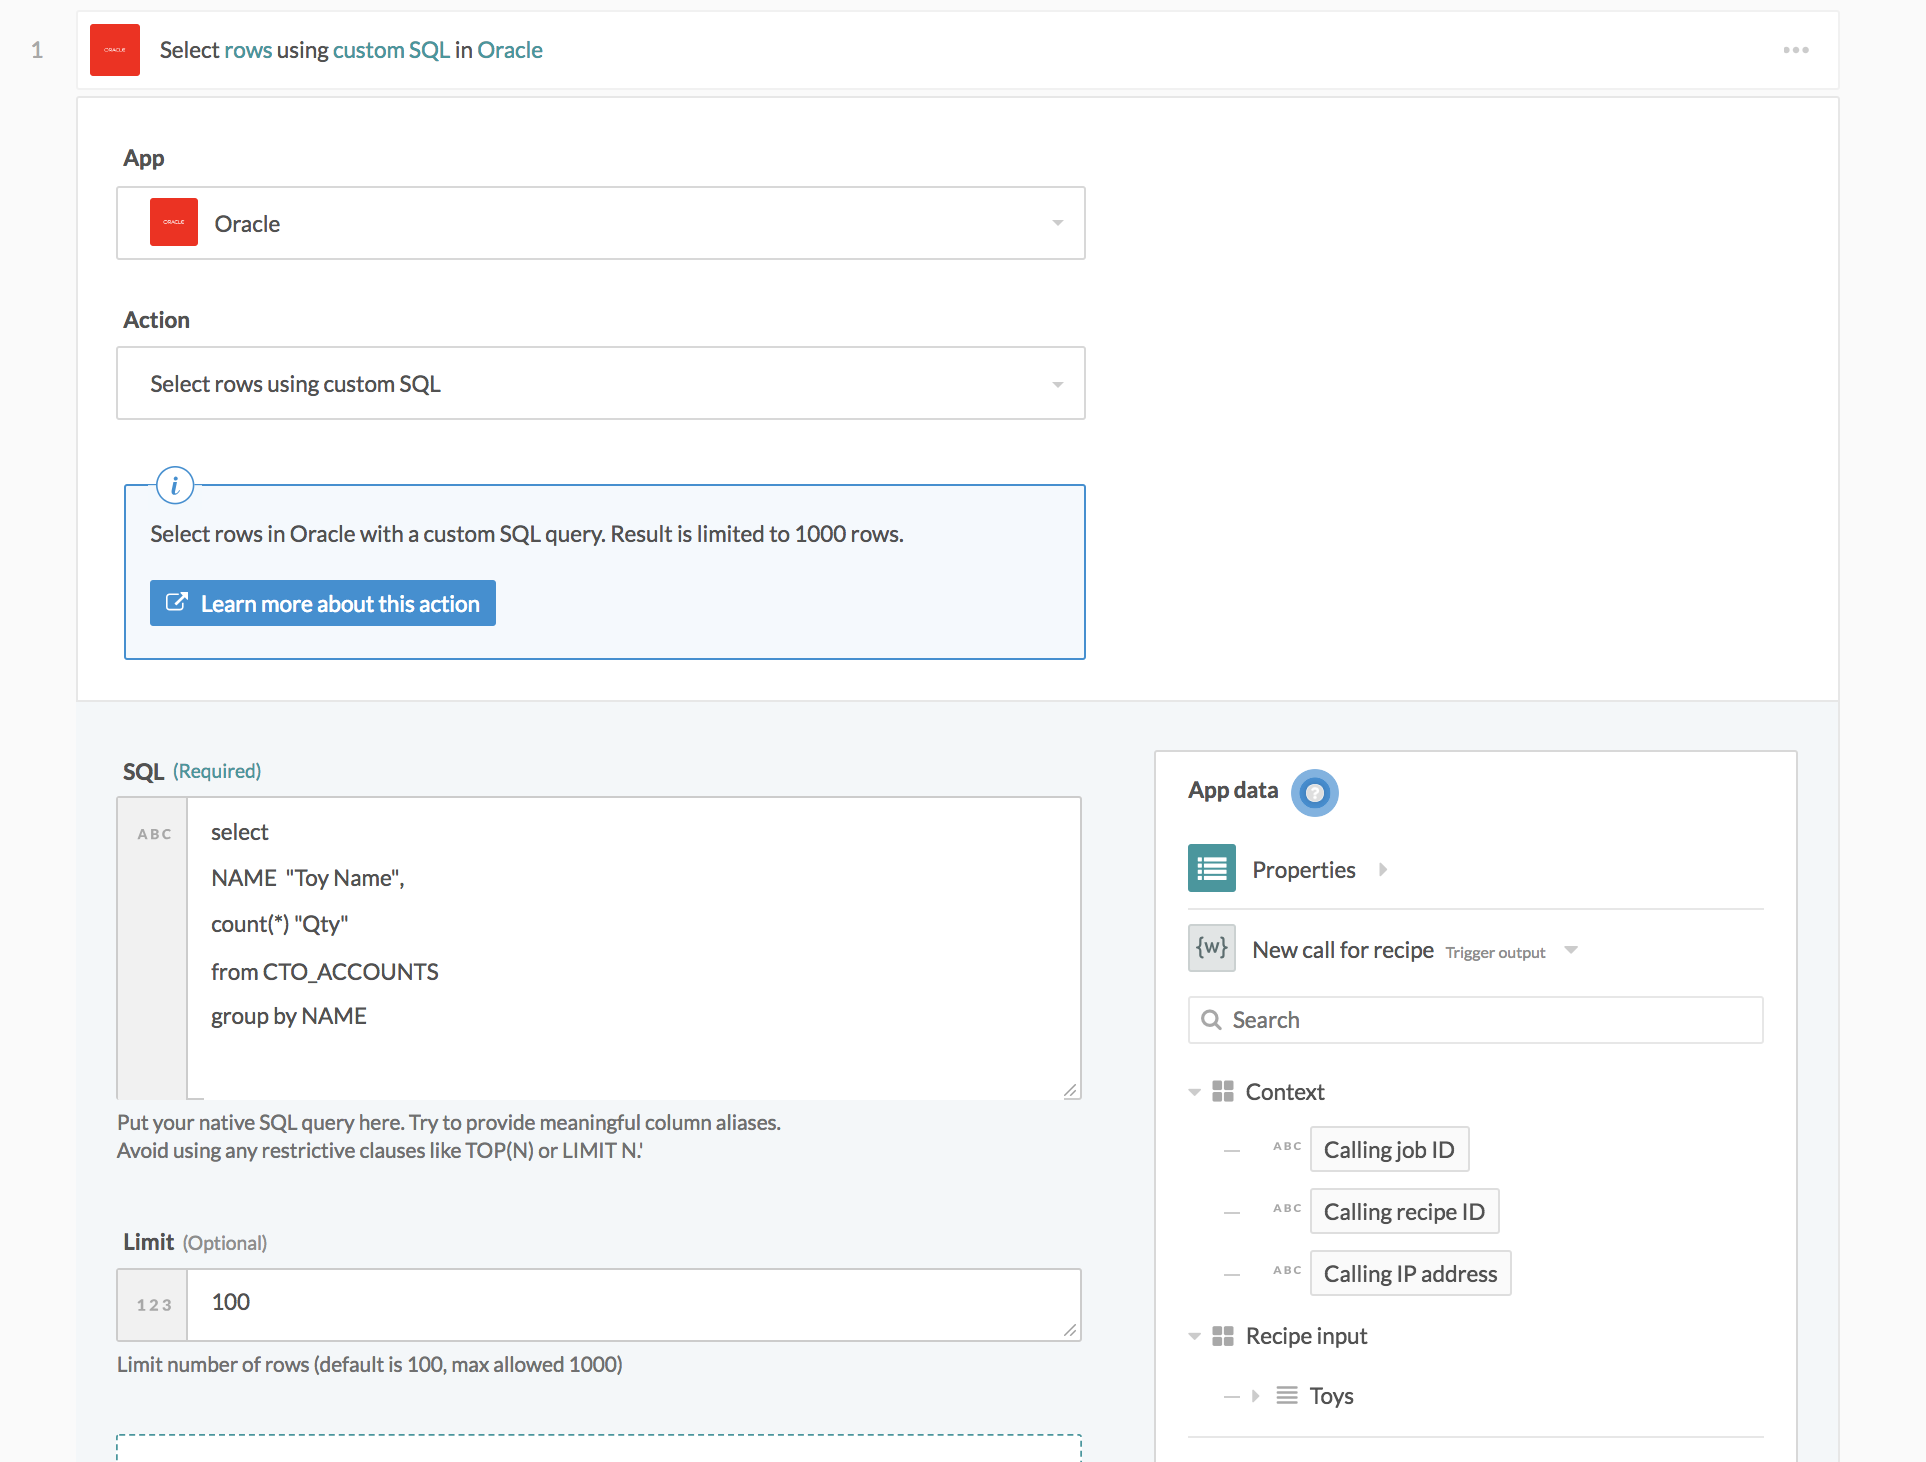 1
ORACLE
Select rows using custom SQL in Oracle
App
ORACLE
Oracle
Action
Select rows using custom SQL
i
Select rows in Oracle with a custom SQL query. Result is limited to 1000 rows.
Learn more about this action
SQL (Required)
ABC
select
NAME "Toy Name",
count(*) "Qty"
from CTO_ACCOUNTS
group by NAME
Put your native SQL query here. Try to provide meaningful column aliases.
Avoid using any restrictive clauses like TOP(N) or LIMIT N.'
Limit (Optional)
123
100
Limit number of rows (default is 100, max allowed 1000)
App data ?
Properties
{w} New call for recipe Trigger output
Search
Context
ABC Calling job ID
ABC Calling recipe ID
ABC Calling IP address
Recipe input
Toys